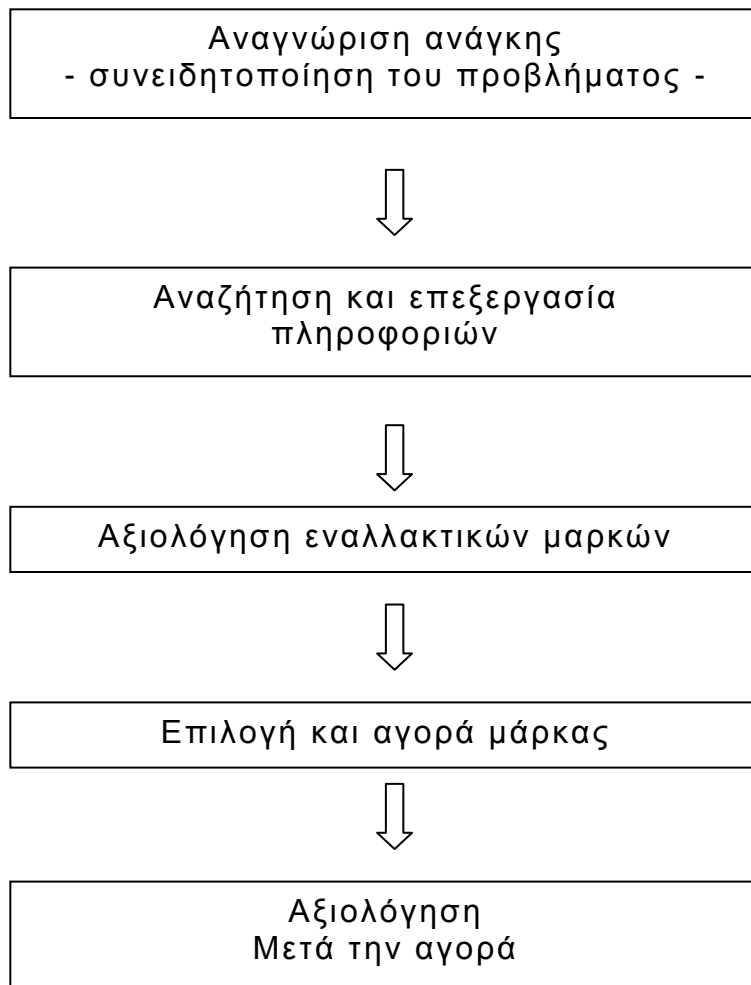 Αναγνώριση ανάγκης
- συνειδητοποίηση του προβλήματος -
Αναζήτηση και επεξεργασία
πληροφοριών
Αξιολόγηση εναλλακτικών μαρκών
Επιλογή και αγορά μάρκας
Αξιολόγηση
Μετά την αγορά